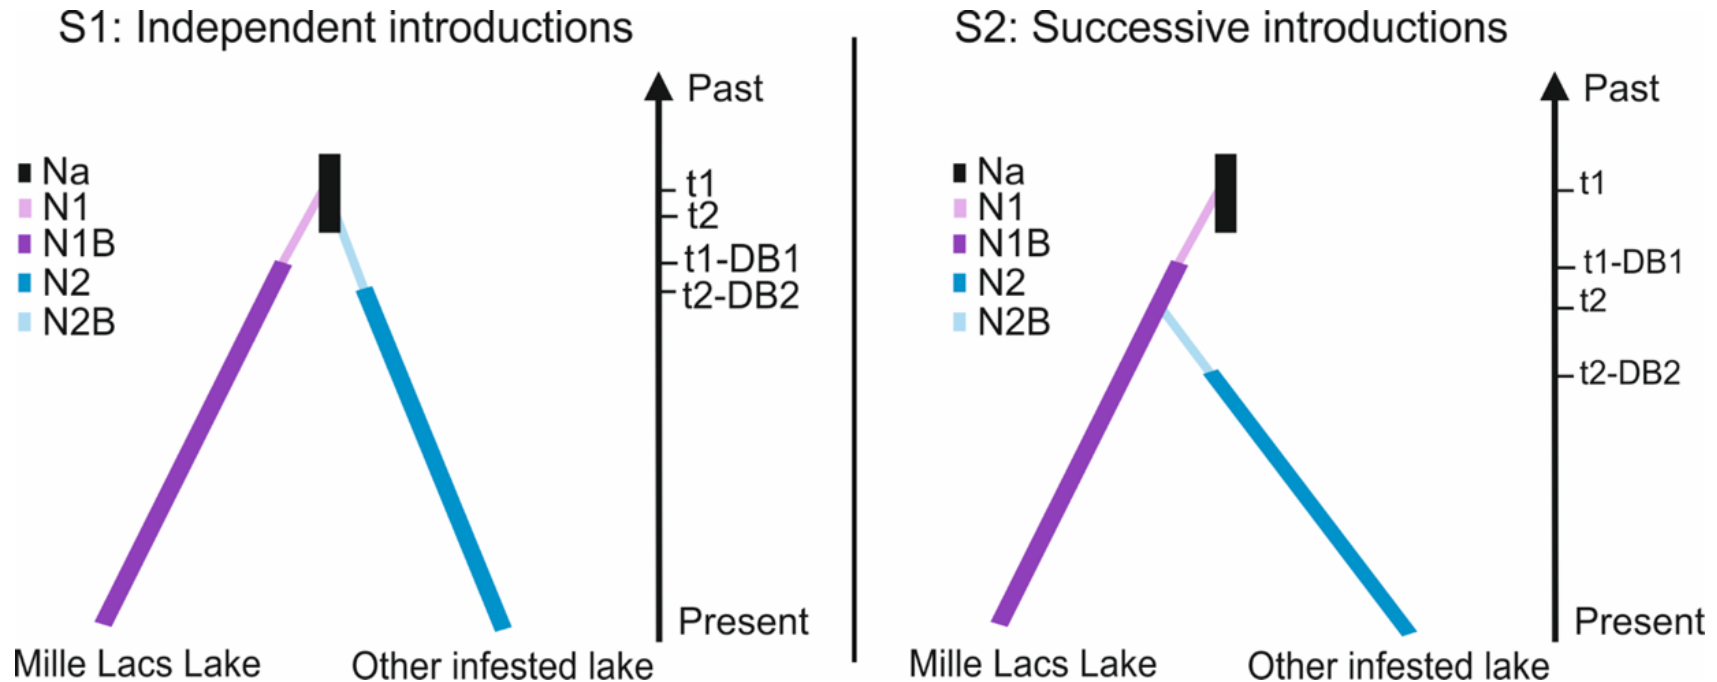 S1: Independent introductions
Past
Na
N1
N1B
N2
N2B
t1
t2
t1-DB1
t2-DB2
Present
Mille Lacs Lake
Other infested lake
S2: Successive introductions
Past
Na
N1
N1B
N2
N2B
t1
t1-DB1
t2
t2-DB2
Present
Mille Lacs Lake
Other infested lake